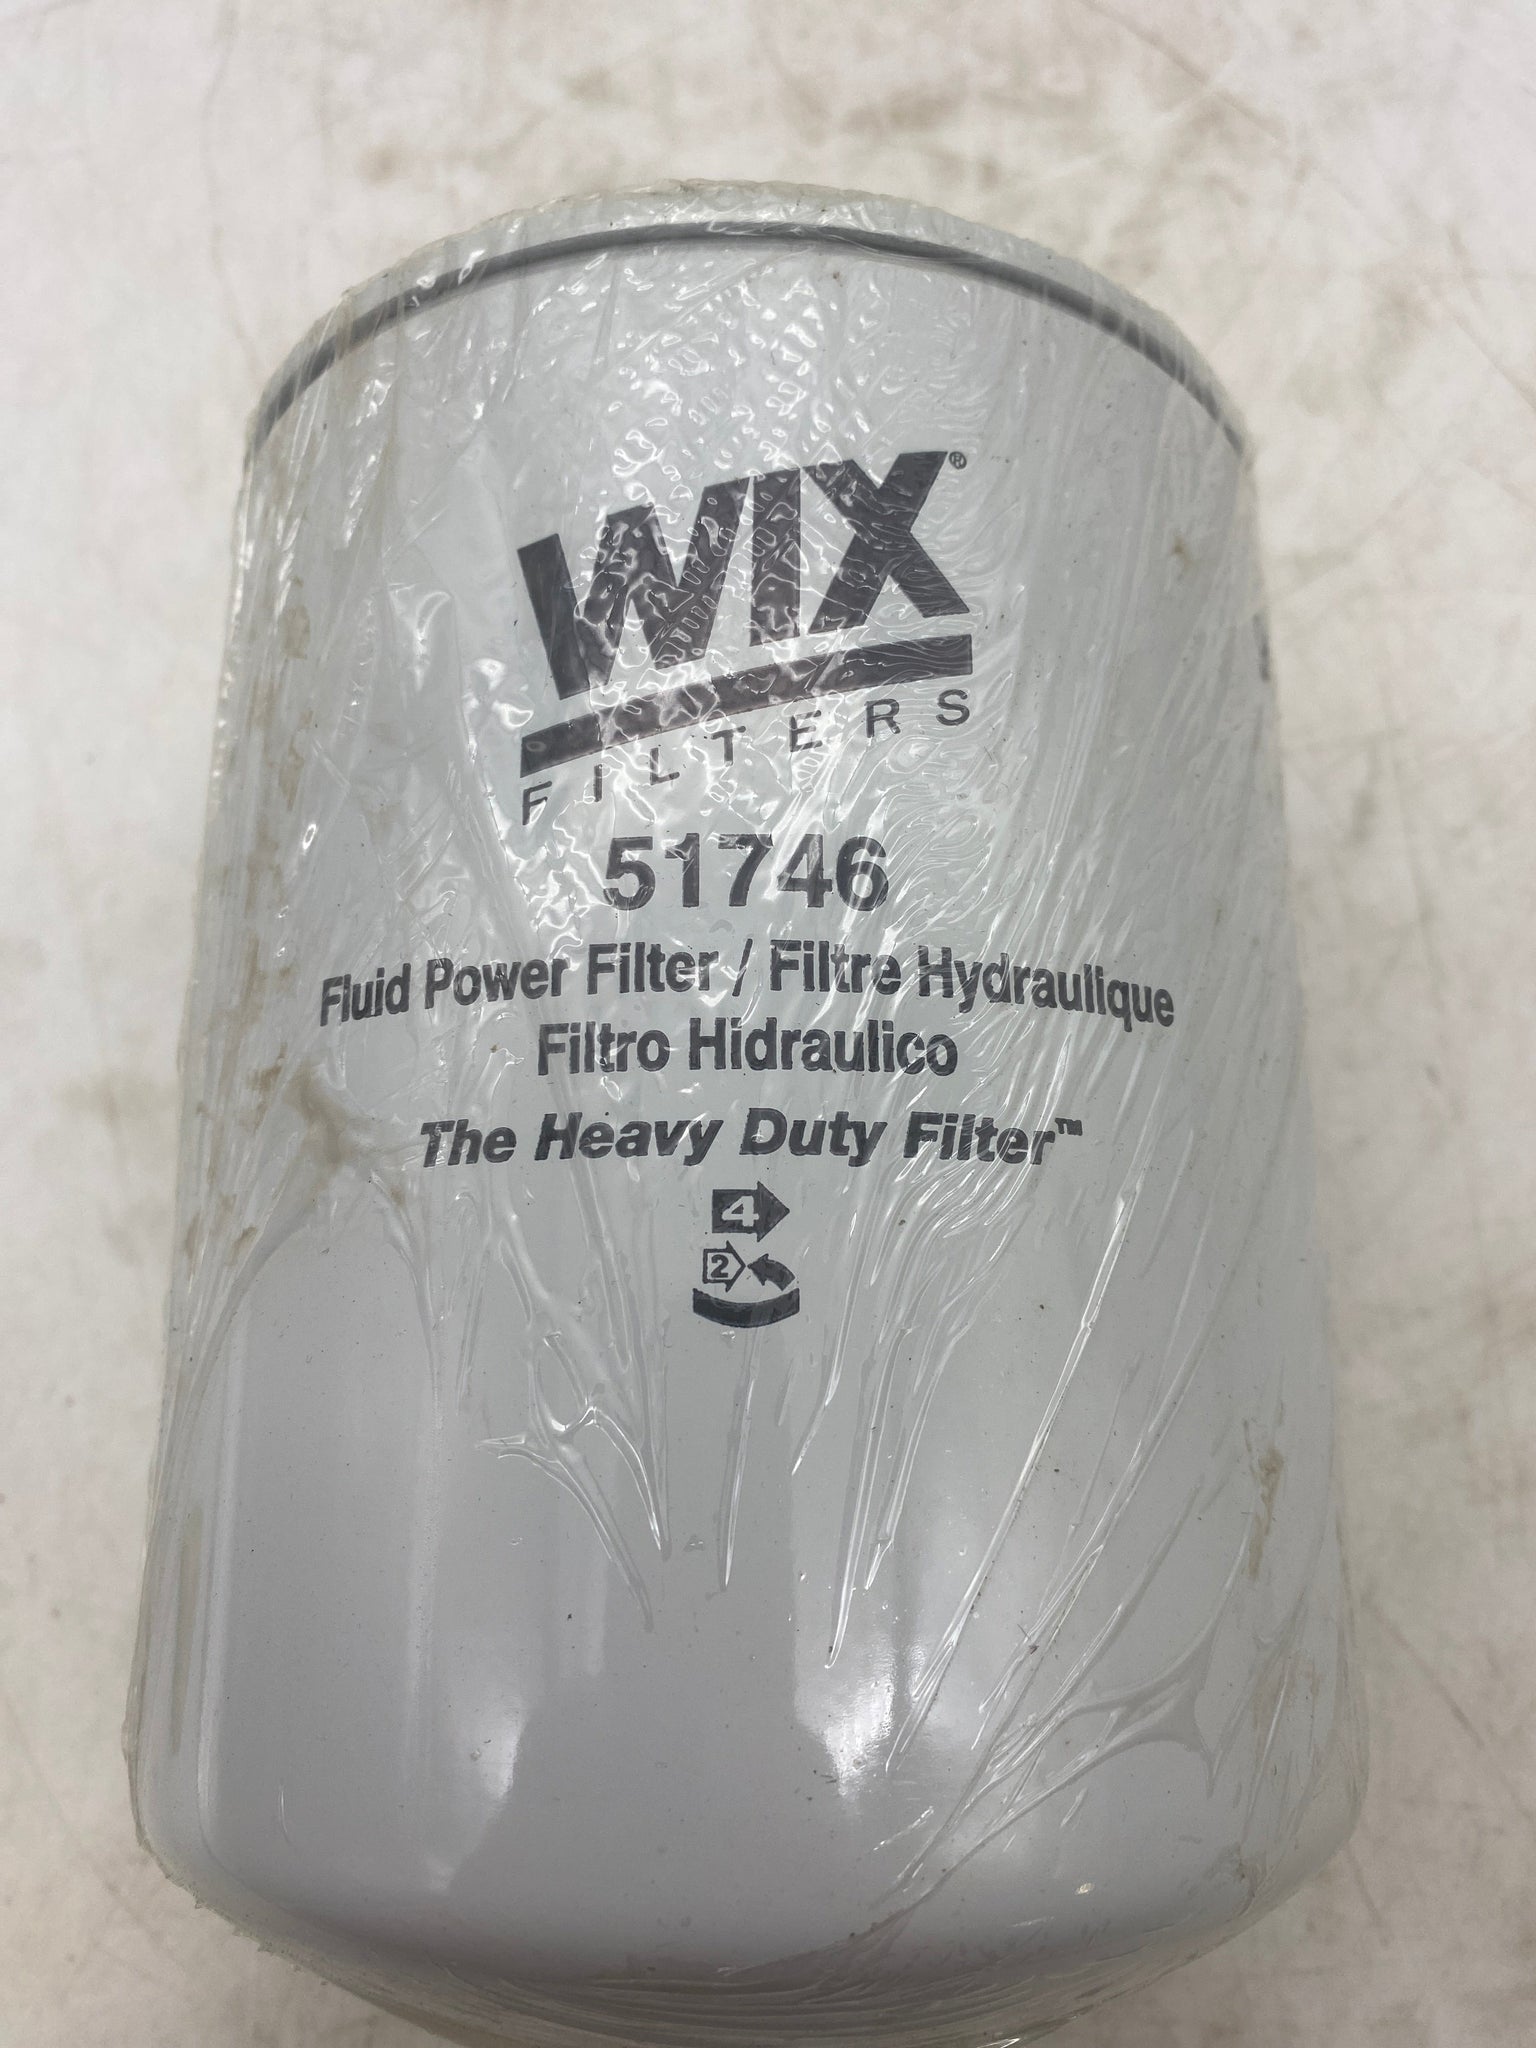 WIX®
FILTERS
51746
Fluid Power Filter / Filtre Hydraulique
Filtro Hidraulico
The Heavy Duty Filter™
4
2